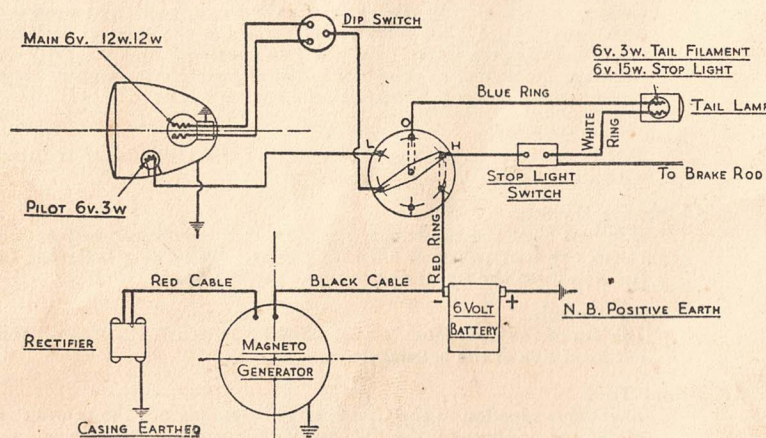 DIP SWITCH
MAIN 6V. 12W.12W
6V.3W. TAIL FILAMENT
6V.15W. STOP LIGHT
BLUE RING
TAIL LAMP
WHITE
RING
L
O
H
STOP LIGHT
SWITCH
TO BRAKE ROD
PILOT 6V.3W
RED RING
RED CABLE
BLACK CABLE
-
6 VOLT
BATTERY
+
N.B. POSITIVE EARTH
RECTIFIER
MAGNETO
GENERATOR
CASING EARTHED